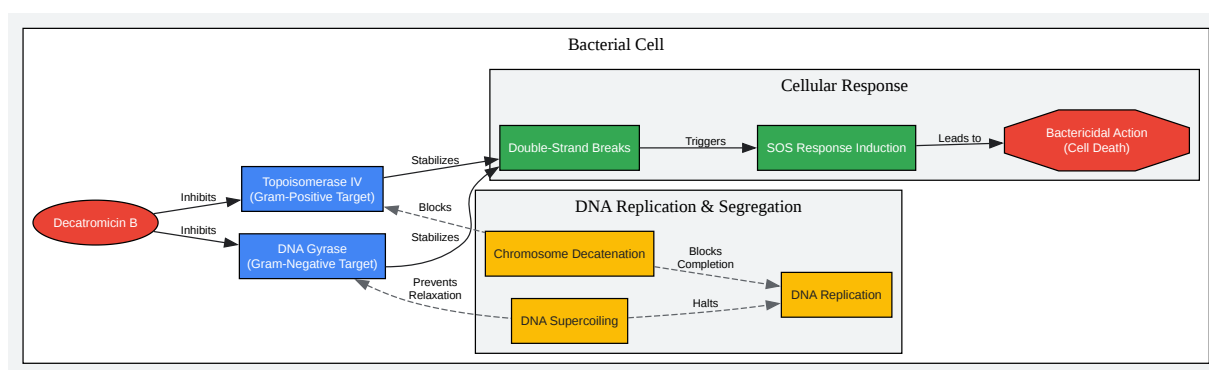 Bacterial Cell
Cellular Response
Double-Strand Breaks
Triggers
SOS Response Induction
Leads to
Bactericidal Action
(Cell Death)
Decatromicin B
Inhibits
Inhibits
Topoisomerase IV
(Gram-Positive Target)
DNA Gyrase
(Gram-Negative Target)
Stabilizes
Blocks
Stabilizes
Prevents
Relaxation
DNA Replication & Segregation
Chromosome Decatenation
Blocks
Completion
DNA Supercoiling
Halts
DNA Replication